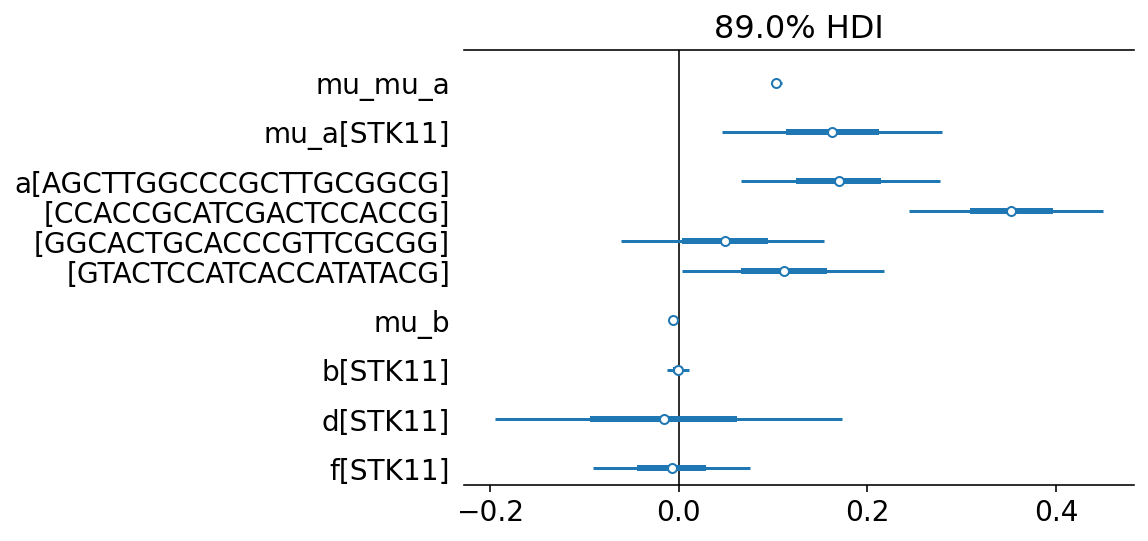 89.0% HDI
mu_mu_a
mu_a[STK11]
a[AGCTTGGCCCGCTTGCGGCG]
[CCACCGCATCGACTCCACCG]
[GGCACTGCACCCGTTCGCGG]
[GTACTCCATCACCATATACG]
mu_b
b[STK11]
d[STK11]
f[STK11]
−0.2 0.0 0.2 0.4